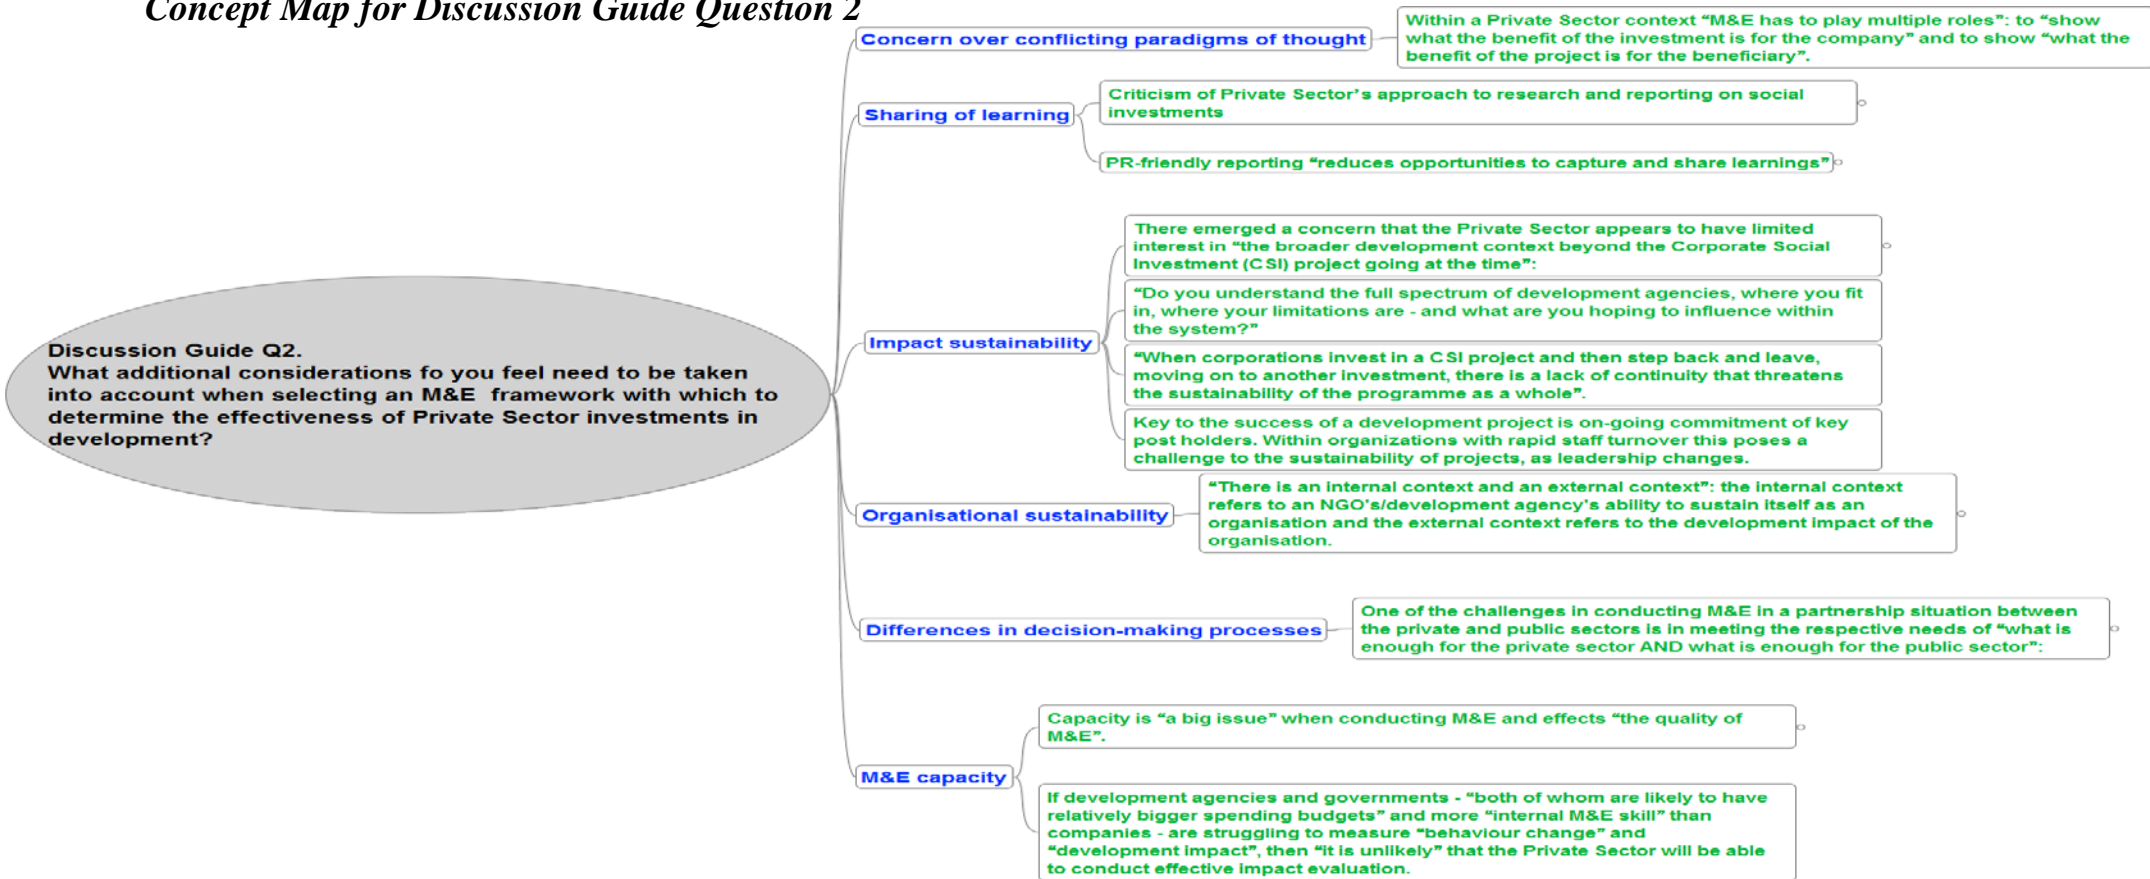 Concept Map for Discussion Guide Question 2
Discussion Guide Q2.
What additional considerations fo you feel need to be taken
into account when selecting an M&E framework with which to
determine the effectiveness of Private Sector investments in
development?
Concern over conflicting paradigms of thought
Within a Private Sector context “M&E has to play multiple roles”: to “show
what the benefit of the investment is for the company” and to show “what the
benefit of the project is for the beneficiary”.
Sharing of learning
Criticism of Private Sector's approach to research and reporting on social
investments
PR-friendly reporting “reduces opportunities to capture and share learnings”
Impact sustainability
There emerged a concern that the Private Sector appears to have limited
interest in “the broader development context beyond the Corporate Social
Investment (CSI) project going at the time”:
“Do you understand the full spectrum of development agencies, where you fit
in, where your limitations are - and what are you hoping to influence within
the system?”
“When corporations invest in a CSI project and then step back and leave,
moving on to another investment, there is a lack of continuity that threatens
the sustainability of the programme as a whole”.
Key to the success of a development project is on-going commitment of key
post holders. Within organizations with rapid staff turnover this poses a
challenge to the sustainability of projects, as leadership changes.
Organisational sustainability
“There is an internal context and an external context”: the internal context
refers to an NGO's/development agency's ability to sustain itself as an
organisation and the external context refers to the development impact of the
organisation.
Differences in decision-making processes
One of the challenges in conducting M&E in a partnership situation between
the private and public sectors is in meeting the respective needs of “what is
enough for the private sector AND what is enough for the public sector”:
M&E capacity
Capacity is “a big issue” when conducting M&E and effects “the quality of
M&E”.
If development agencies and governments - “both of whom are likely to have
relatively bigger spending budgets” and more “internal M&E skill” than
companies - are struggling to measure “behaviour change” and
“development impact”, then “it is unlikely” that the Private Sector will be able
to conduct effective impact evaluation.